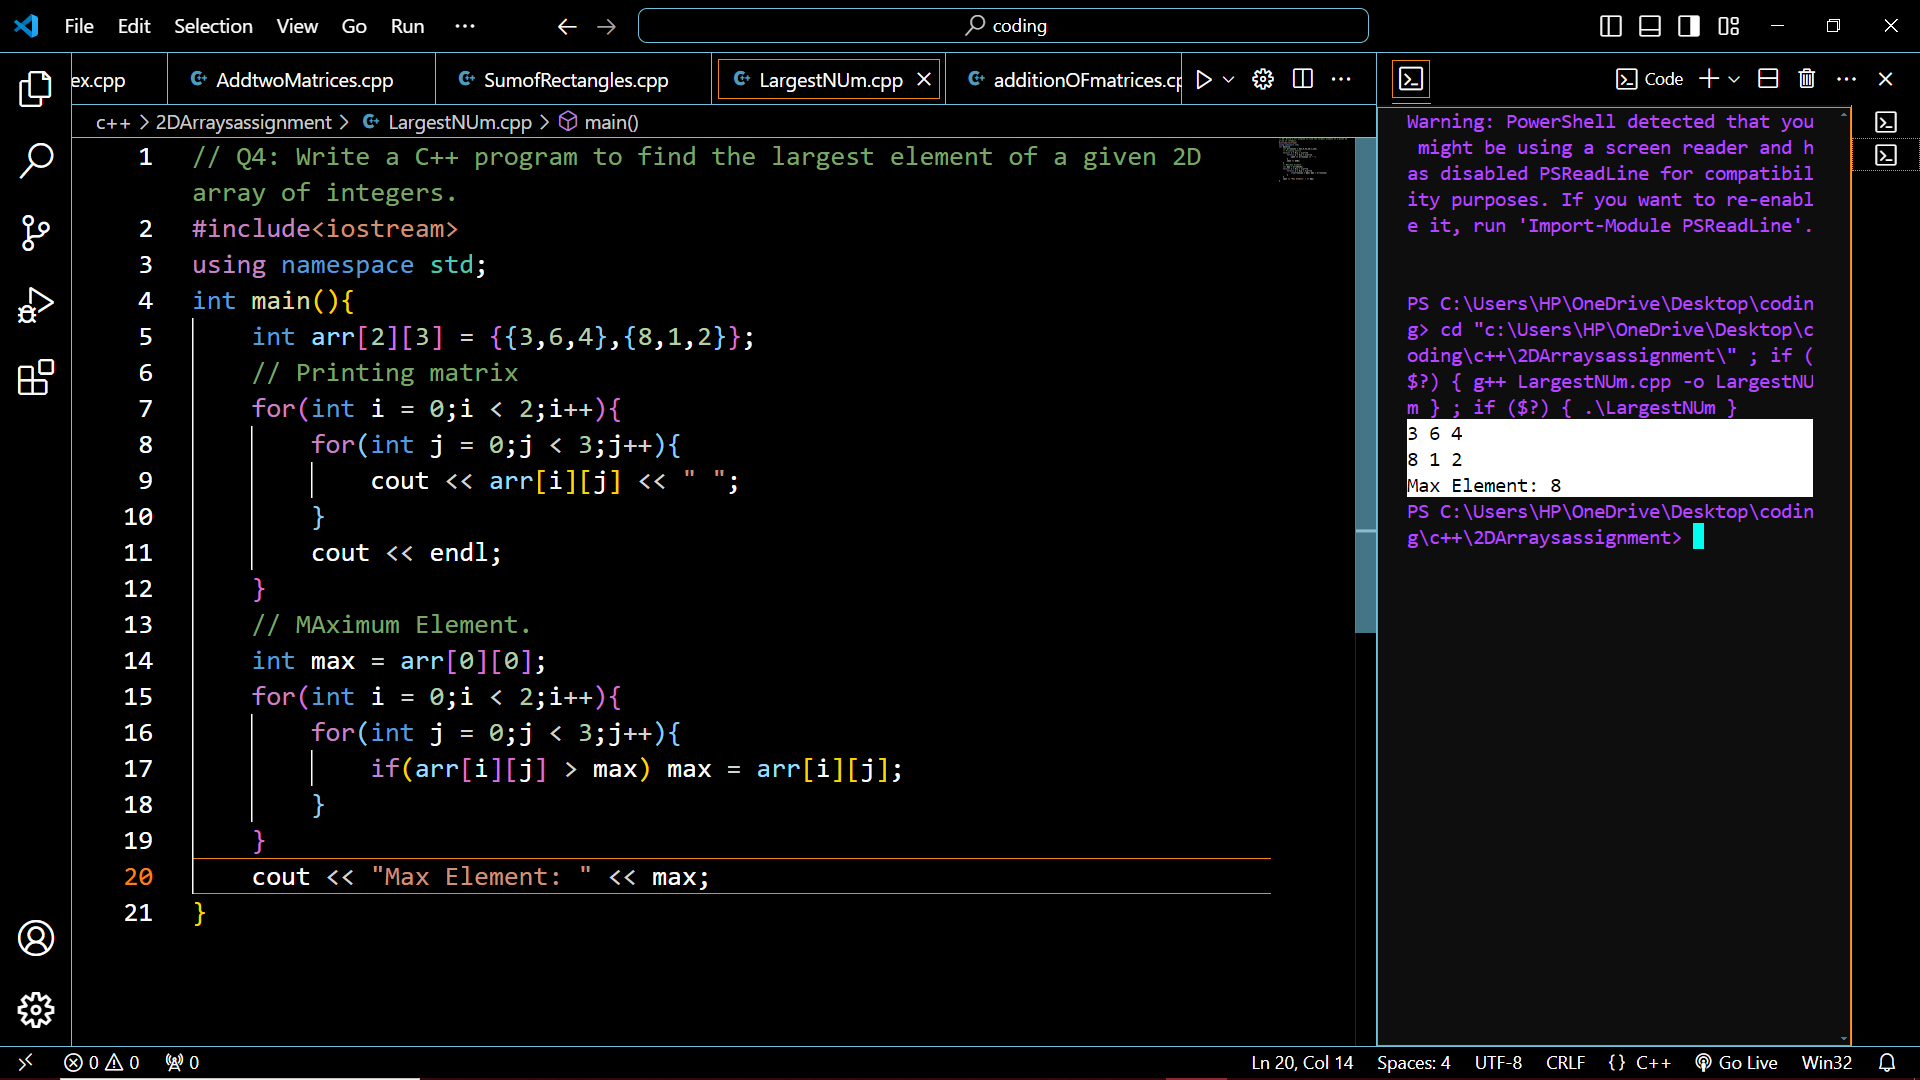 File Edit Selection View Go Run ··· coding
ex.cpp AddtwoMatrices.cpp SumofRectangles.cpp LargestNUm.cpp additionOFmatrices.cp Code
c++ > 2DArraysassignment > LargestNUm.cpp > main()
1 // Q4: Write a C++ program to find the largest element of a given 2D
array of integers.
2 #include<iostream>
3 using namespace std;
4 int main(){
5     int arr[2][3] = {{3,6,4},{8,1,2}};
6     // Printing matrix
7     for(int i = 0;i < 2;i++){
8         for(int j = 0;j < 3;j++){
9             cout << arr[i][j] << " ";
10         }
11         cout << endl;
12     }
13     // MAximum Element.
14     int max = arr[0][0];
15     for(int i = 0;i < 2;i++){
16         for(int j = 0;j < 3;j++){
17             if(arr[i][j] > max) max = arr[i][j];
18         }
19     }
20     cout << "Max Element: " << max;
21 }
Warning: PowerShell detected that you
 might be using a screen reader and h
as disabled PSReadLine for compatibil
ity purposes. If you want to re-enabl
e it, run 'Import-Module PSReadLine'.
PS C:\Users\HP\OneDrive\Desktop\codin
g> cd "c:\Users\HP\OneDrive\Desktop\c
oding\c++\2DArraysassignment\" ; if (
$?) { g++ LargestNUm.cpp -o LargestNU
m } ; if ($?) { .\LargestNUm }
3 6 4
8 1 2
Max Element: 8
PS C:\Users\HP\OneDrive\Desktop\codin
g\c++\2DArraysassignment>
0 0 0 Ln 20, Col 14 Spaces: 4 UTF-8 CRLF {} C++ Go Live Win32